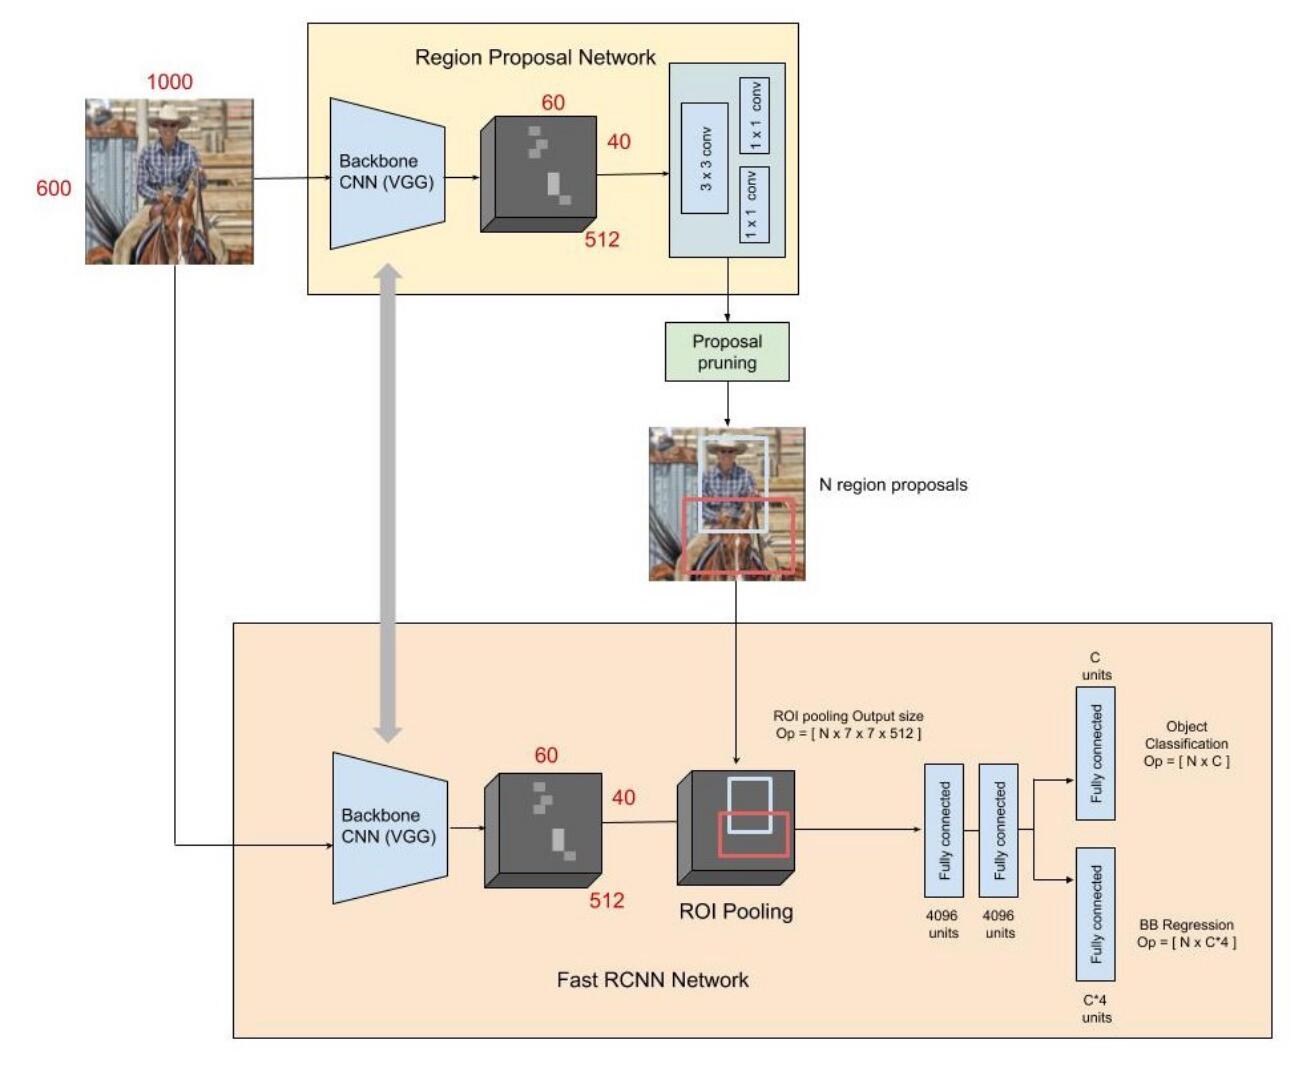 Region Proposal Network
1000
600
Backbone
CNN (VGG)
60
40
512
3 x 3 conv
1 x 1 conv
1 x 1 conv
Proposal
pruning
N region proposals
ROI pooling Output size
Op = [ N x 7 x 7 x 512 ]
Backbone
CNN (VGG)
60
40
512
ROI Pooling
Fully connected
4096
units
Fully connected
4096
units
C
units
Fully connected
Object
Classification
Op = [ N x C ]
Fully connected
C*4
units
BB Regression
Op = [ N x C*4 ]
Fast RCNN Network